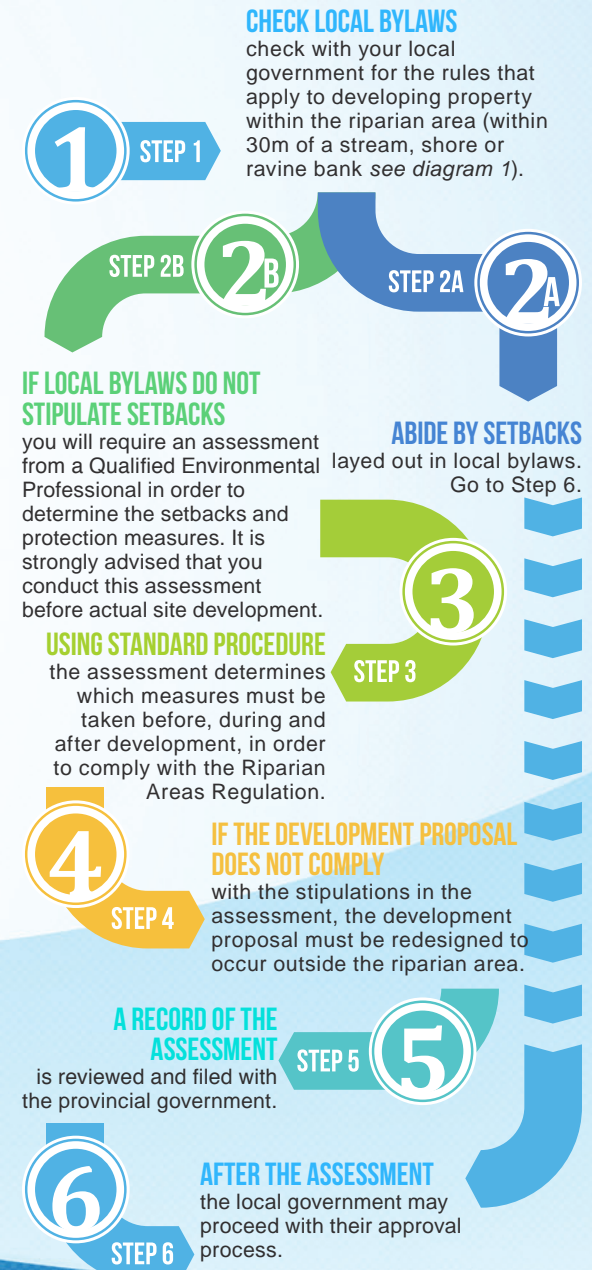 CHECK LOCAL BYLAWS
check with your local
government for the rules that
apply to developing property
within the riparian area (within
30m of a stream, shore or
ravine bank see diagram 1).
1 STEP 1
STEP 2B 2B
STEP 2A 2A
IF LOCAL BYLAWS DO NOT
STIPULATE SETBACKS
you will require an assessment
from a Qualified Environmental
Professional in order to
determine the setbacks and
protection measures. It is
strongly advised that you
conduct this assessment
before actual site development.
ABIDE BY SETBACKS
layed out in local bylaws.
Go to Step 6.
3
STEP 3
USING STANDARD PROCEDURE
the assessment determines
which measures must be
taken before, during and
after development, in order
to comply with the Riparian
Areas Regulation.
4
STEP 4
IF THE DEVELOPMENT PROPOSAL
DOES NOT COMPLY
with the stipulations in the
assessment, the development
proposal must be redesigned to
occur outside the riparian area.
A RECORD OF THE
ASSESSMENT
is reviewed and filed with
the provincial government.
STEP 5 5
6
STEP 6
AFTER THE ASSESSMENT
the local government may
proceed with their approval
process.